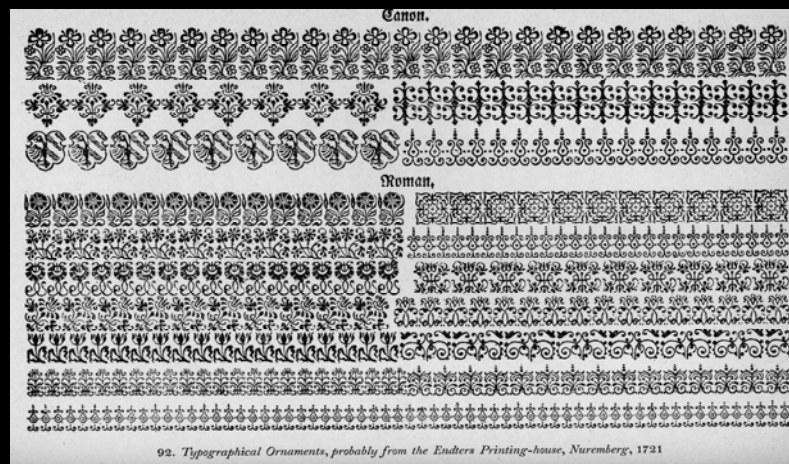 Canon.
Roman.
92. Typographical Ornaments, probably from the Endters Printing-house, Nuremberg, 1721